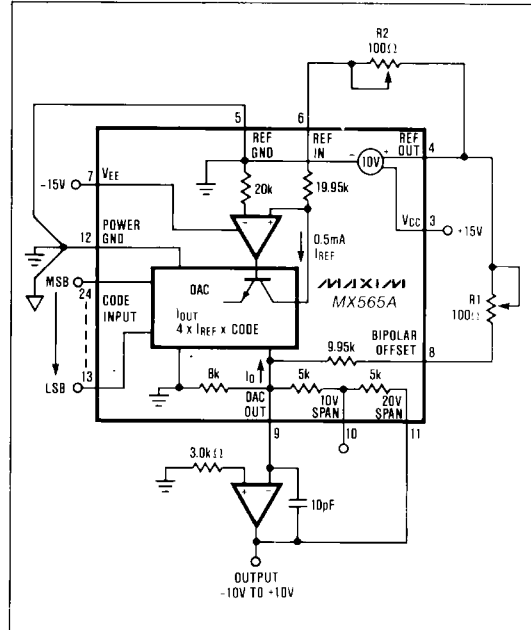 R2
100Ω
5
6
REF
GND
REF
IN
REF
OUT
4
10V
-15V
7
VEE
20k
19.95k
VCC
3
+15V
12
POWER
GND
0.5mA
IREF
MAXIM
MX565A
MSB
24
CODE
INPUT
DAC
IOUT
4 x IREF x CODE
R1
100Ω
9.95k
BIPOLAR
OFFSET
8
LSB
13
8k
IO
DAC
OUT
5k
10V
SPAN
5k
20V
SPAN
9
10
11
3.0kΩ
10pF
OUTPUT
-10V TO +10V